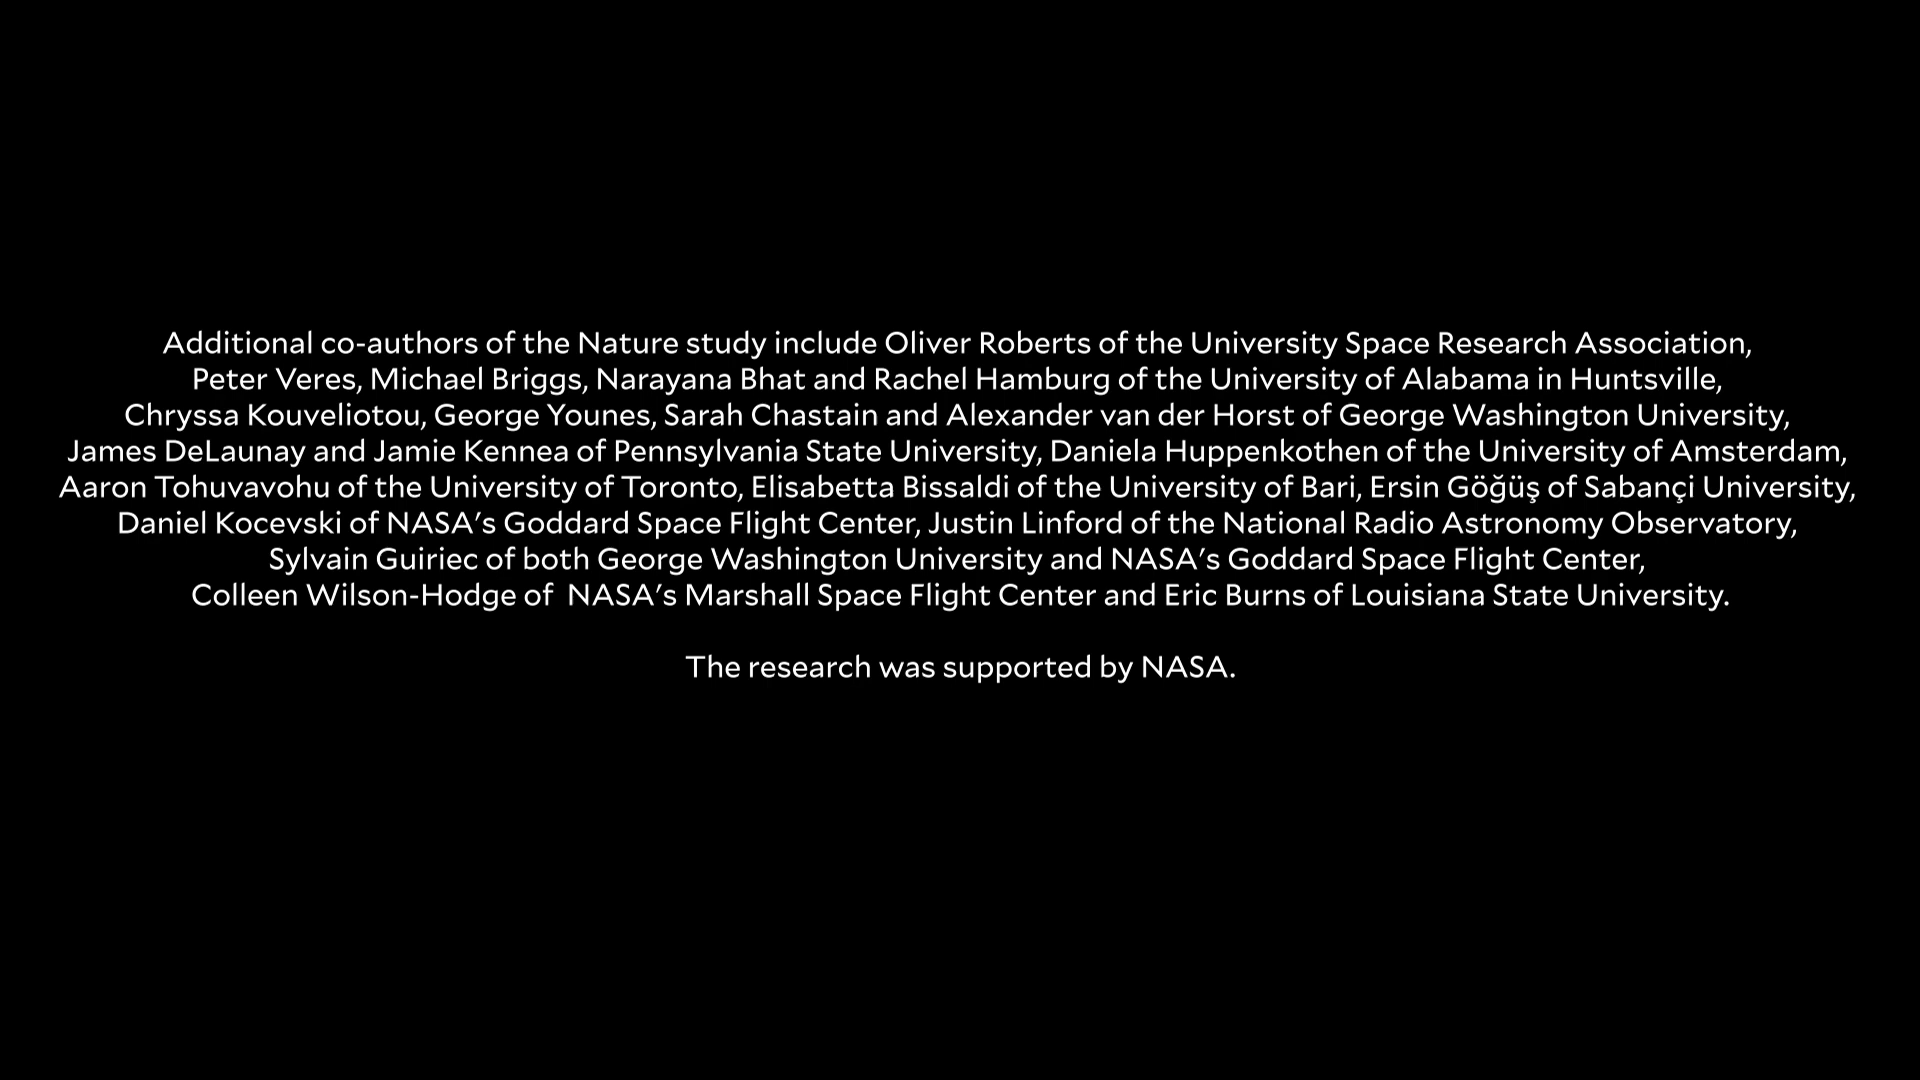 Additional co-authors of the Nature study include Oliver Roberts of the University Space Research Association,
Peter Veres, Michael Briggs, Narayana Bhat and Rachel Hamburg of the University of Alabama in Huntsville,
Chryssa Kouveliotou, George Younes, Sarah Chastain and Alexander van der Horst of George Washington University,
James DeLaunay and Jamie Kennea of Pennsylvania State University, Daniela Huppenkothen of the University of Amsterdam,
Aaron Tohuvavohu of the University of Toronto, Elisabetta Bissaldi of the University of Bari, Ersin Göğüş of Sabançi University,
Daniel Kocevski of NASA's Goddard Space Flight Center, Justin Linford of the National Radio Astronomy Observatory,
Sylvain Guiriec of both George Washington University and NASA's Goddard Space Flight Center,
Colleen Wilson-Hodge of  NASA's Marshall Space Flight Center and Eric Burns of Louisiana State University.
The research was supported by NASA.